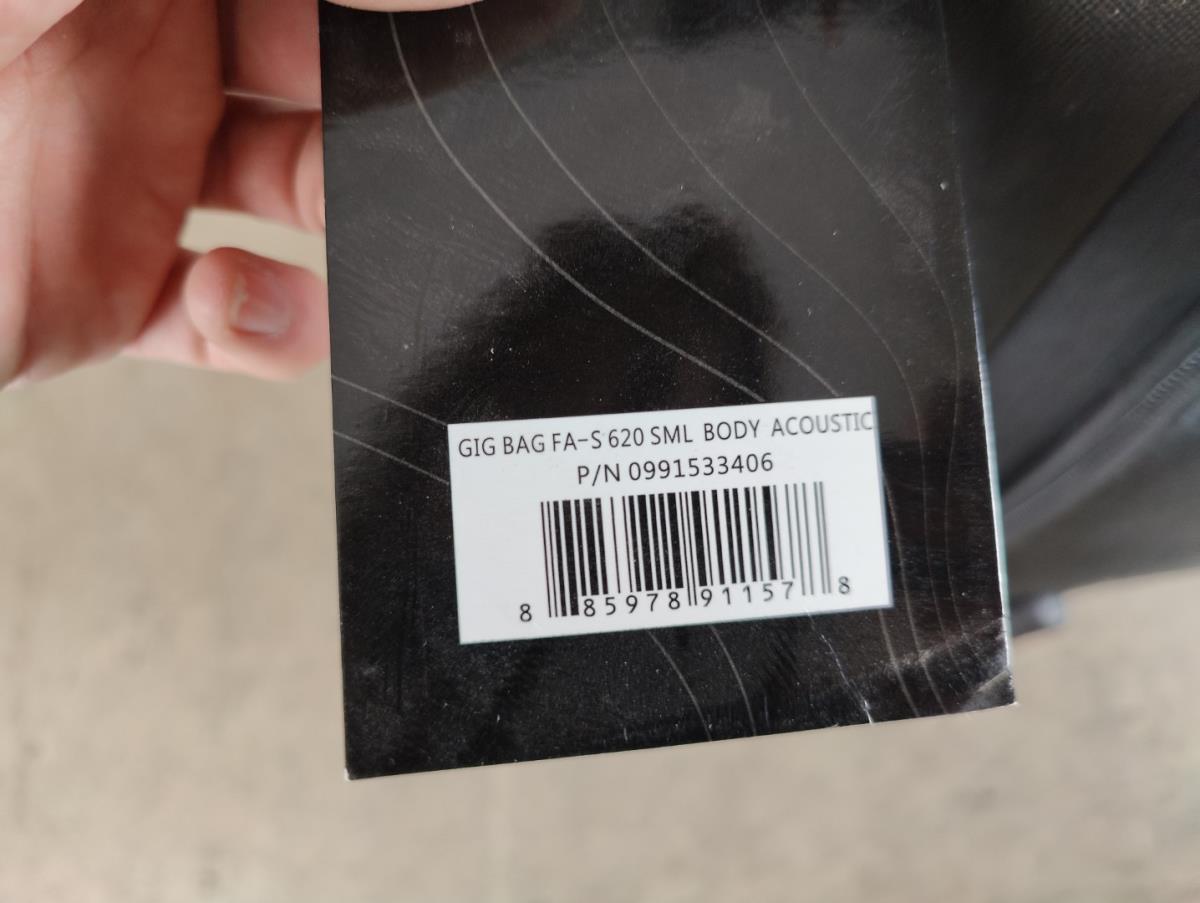 GIG BAG FA-S 620 SML BODY ACOUSTIC
P/N 0991533406
8 85978 91157 8